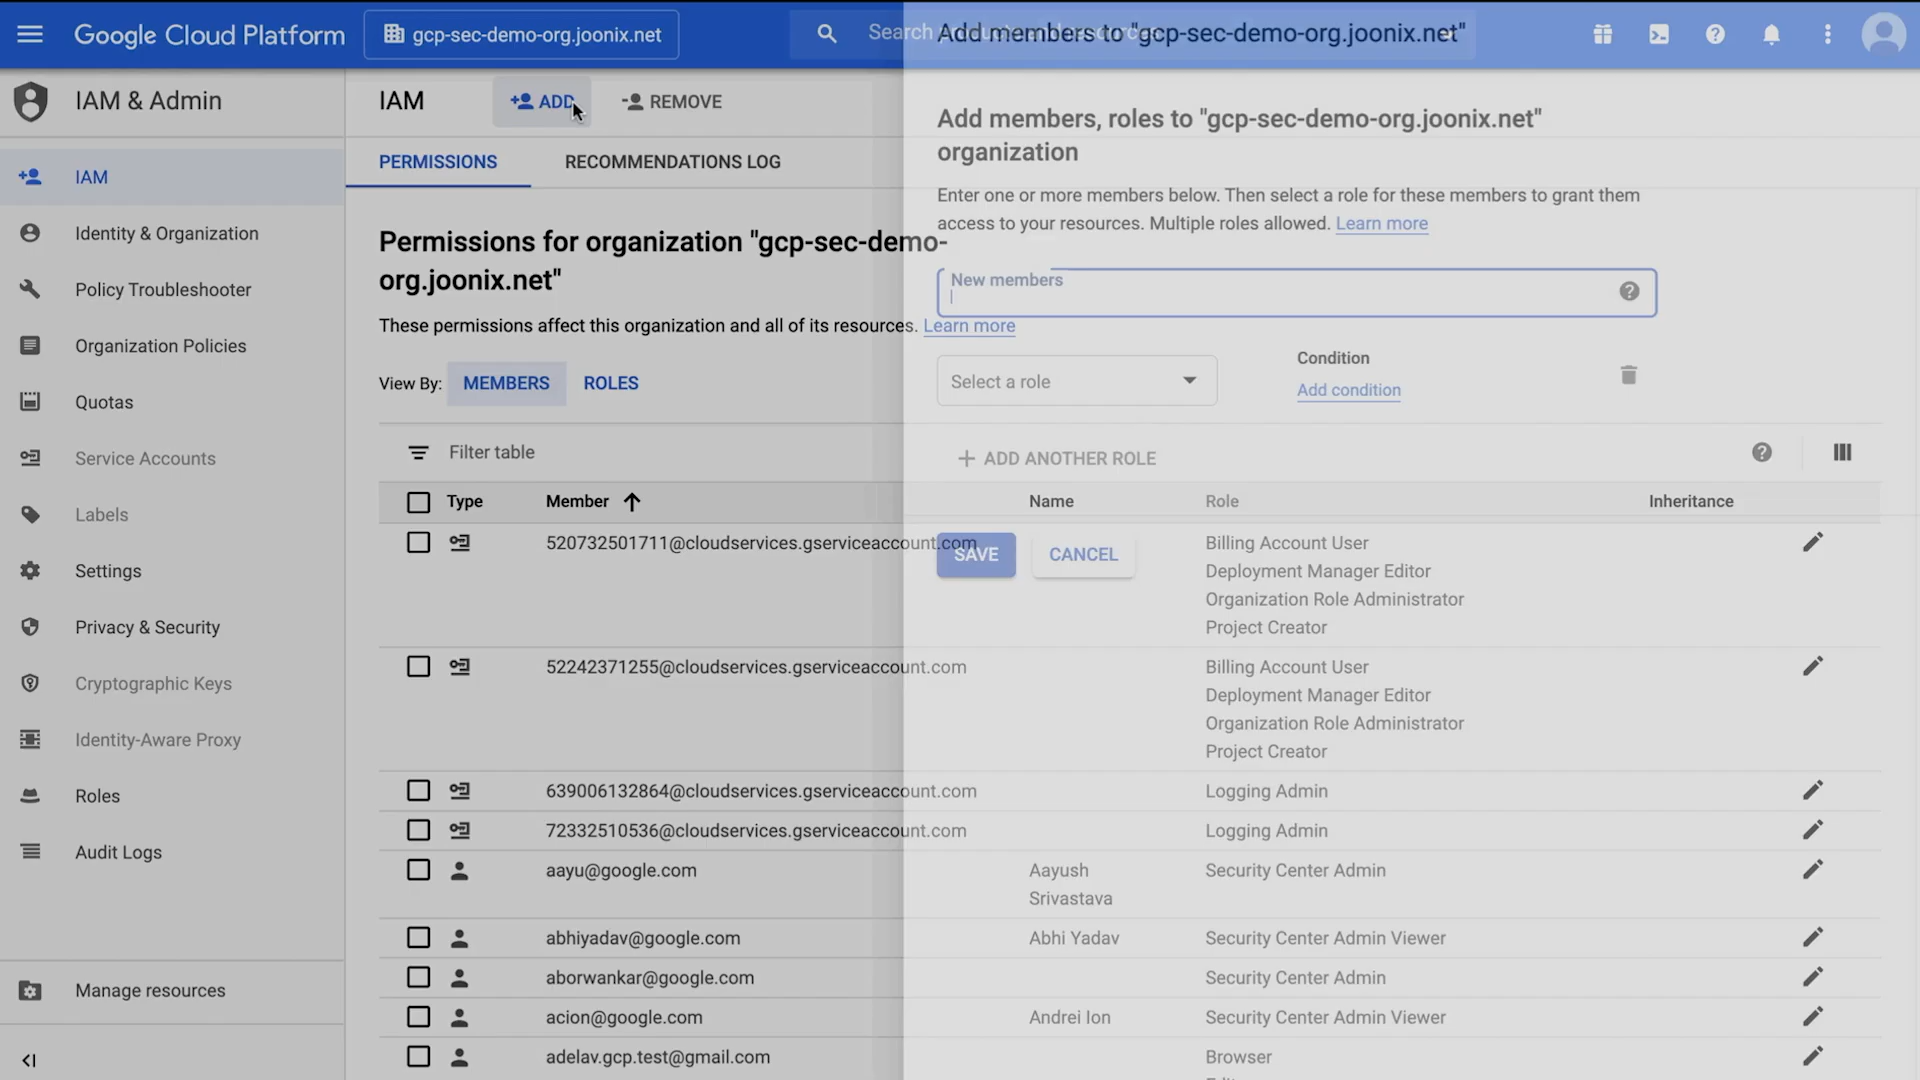 Google Cloud Platform
gcp-sec-demo-org.joonix.net
Search
Add members to "gcp-sec-demo-org.joonix.net"
IAM & Admin
IAM
ADD
REMOVE
PERMISSIONS
RECOMMENDATIONS LOG
IAM
Identity & Organization
Policy Troubleshooter
Organization Policies
Quotas
Service Accounts
Labels
Settings
Privacy & Security
Cryptographic Keys
Identity-Aware Proxy
Roles
Audit Logs
Manage resources
Permissions for organization "gcp-sec-demo-
org.joonix.net"
These permissions affect this organization and all of its resources. Learn more
View By: MEMBERS ROLES
Filter table
Type Member Name Role Inheritance
520732501711@cloudservices.gserviceaccount.com Billing Account User
Deployment Manager Editor
Organization Role Administrator
Project Creator
52242371255@cloudservices.gserviceaccount.com Billing Account User
Deployment Manager Editor
Organization Role Administrator
Project Creator
639006132864@cloudservices.gserviceaccount.com Logging Admin
72332510536@cloudservices.gserviceaccount.com Logging Admin
aayu@google.com Aayush Security Center Admin
Srivastava
abhiyadav@google.com Abhi Yadav Security Center Admin Viewer
aborwankar@google.com Security Center Admin
acion@google.com Andrei Ion Security Center Admin Viewer
adelav.gcp.test@gmail.com Browser
Add members, roles to "gcp-sec-demo-org.joonix.net"
organization
Enter one or more members below. Then select a role for these members to grant them
access to your resources. Multiple roles allowed. Learn more
New members
Select a role
Condition
Add condition
ADD ANOTHER ROLE
SAVE
CANCEL